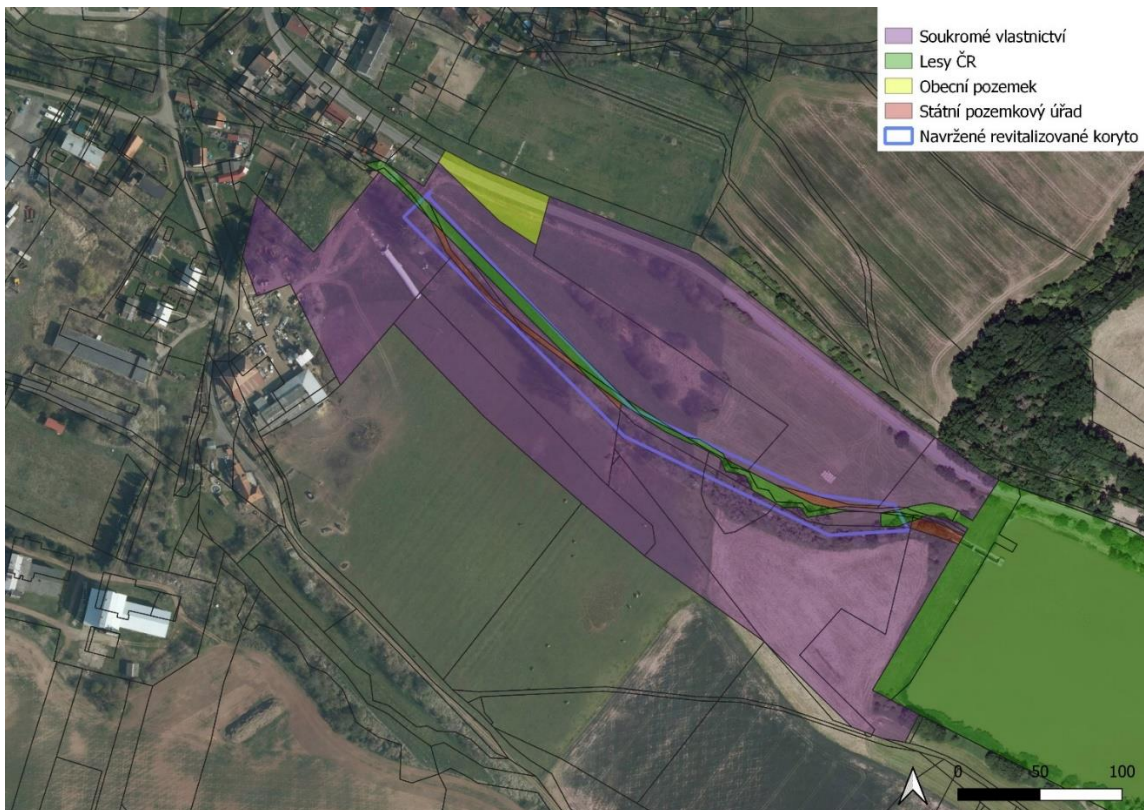 Soukromé vlastnictví
Lesy ČR
Obecní pozemek
Státní pozemkový úřad
Navržené revitalizované koryto
0 50 100